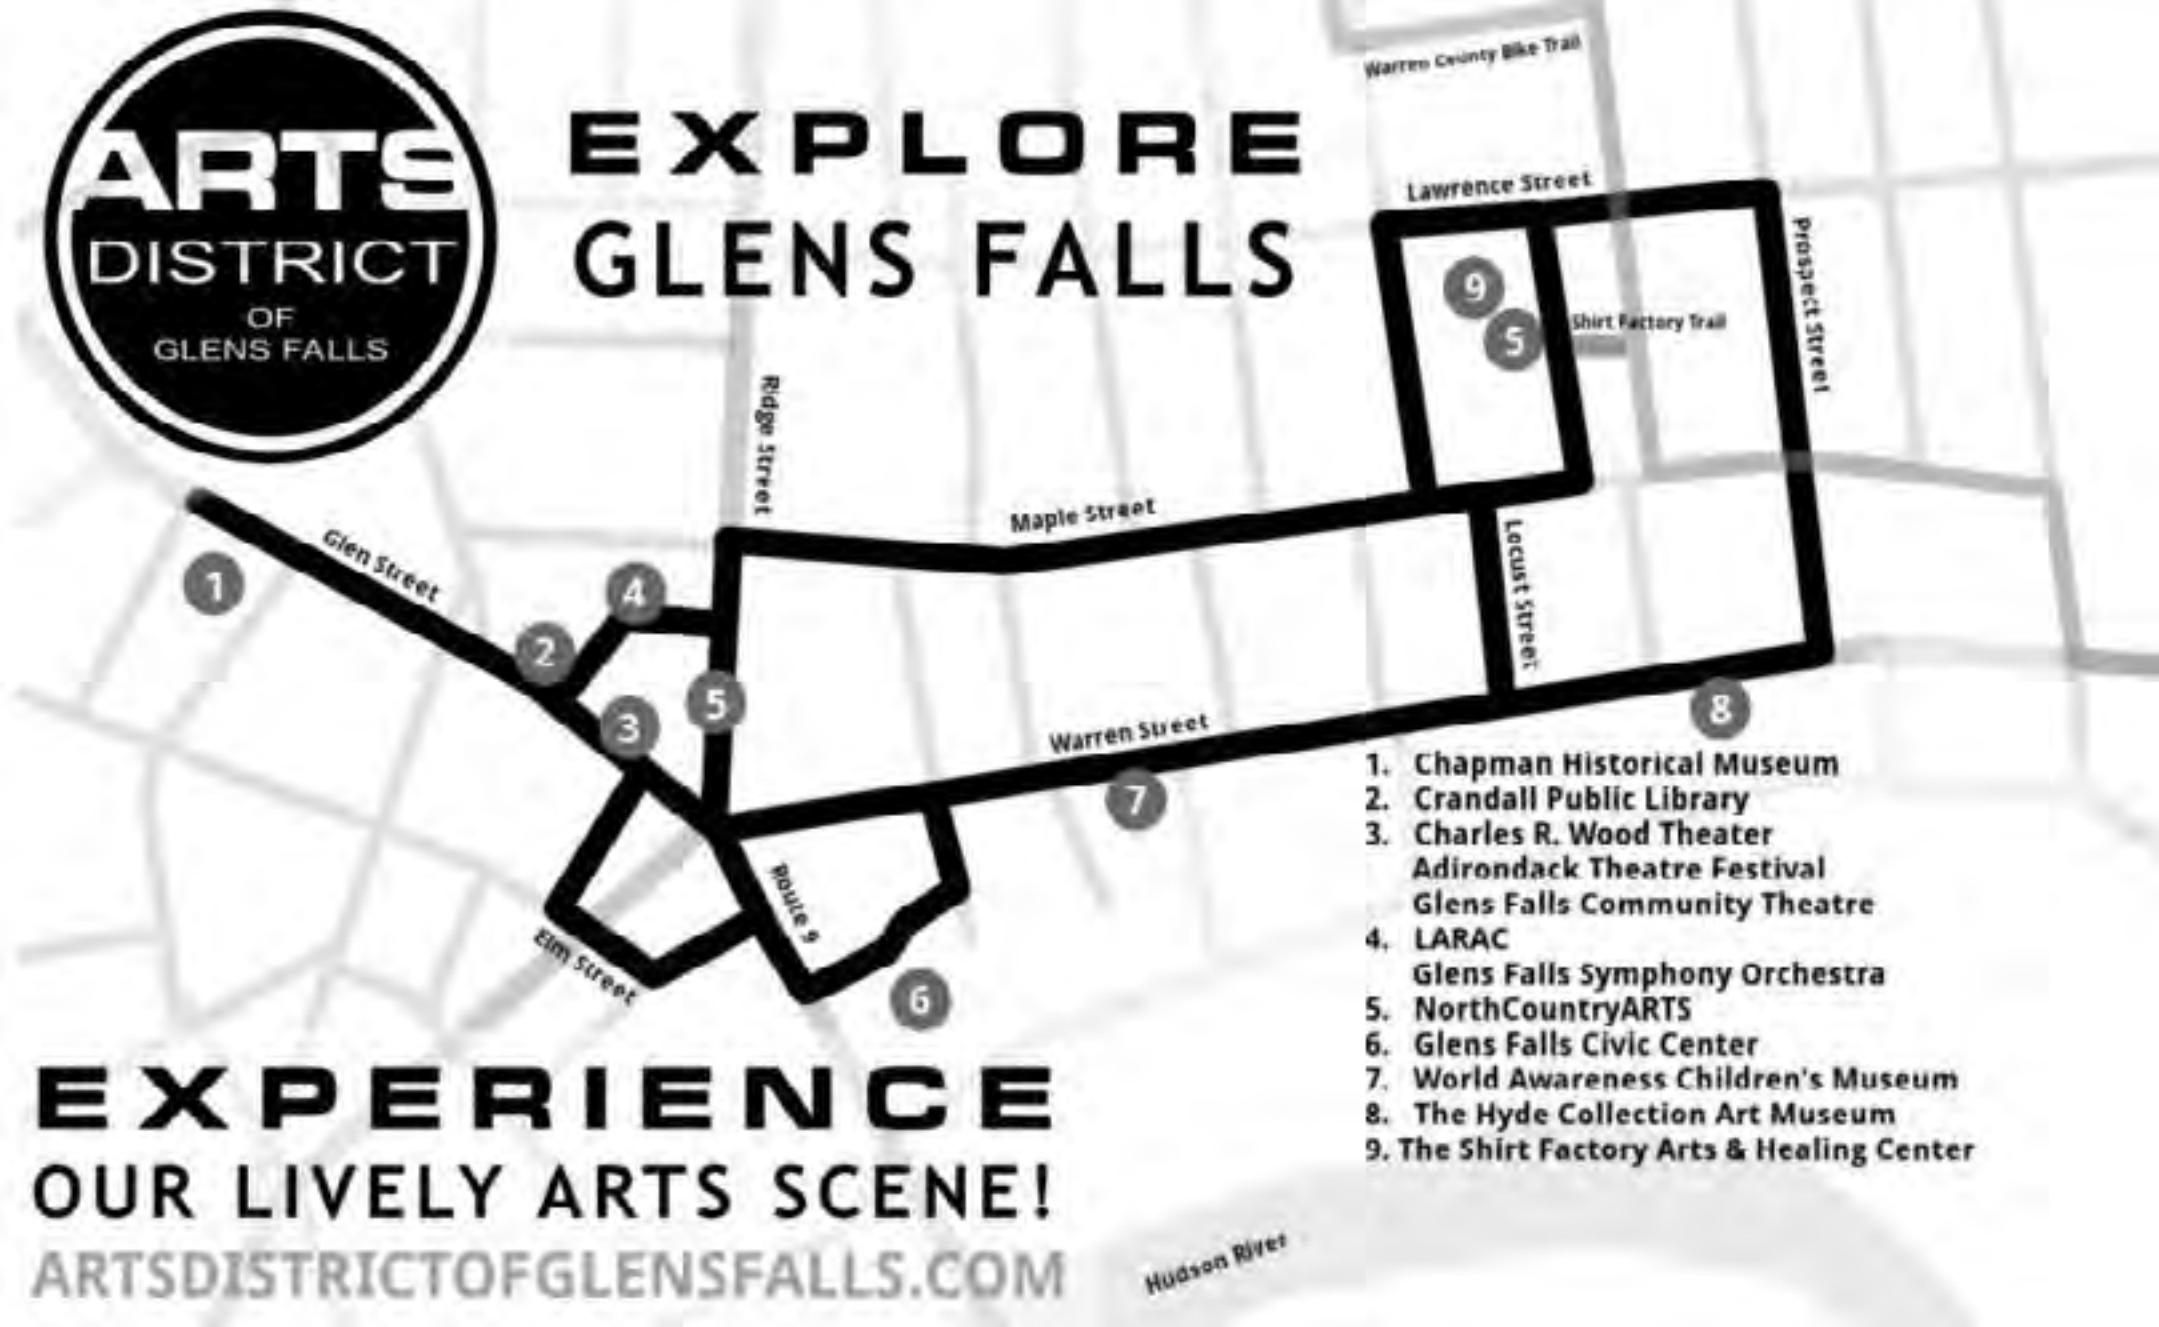 ARTS
DISTRICT
OF
GLENS FALLS
EXPLORE
GLENS FALLS
Warren County Bike Trail
Lawrence Street
Prospect Street
9
5
Shirt Factory Trail
Ridge Street
Maple Street
Locust Street
Glen Street
1
4
2
5
3
Warren Street
8
7
Route 9
Elm Street
6
1. Chapman Historical Museum
2. Crandall Public Library
3. Charles R. Wood Theater
Adirondack Theatre Festival
Glens Falls Community Theatre
4. LARAC
Glens Falls Symphony Orchestra
5. NorthCountryARTS
6. Glens Falls Civic Center
7. World Awareness Children's Museum
8. The Hyde Collection Art Museum
9. The Shirt Factory Arts & Healing Center
EXPERIENCE
OUR LIVELY ARTS SCENE!
ARTSDISTRICTOFGLENSFALLS.COM
Hudson River